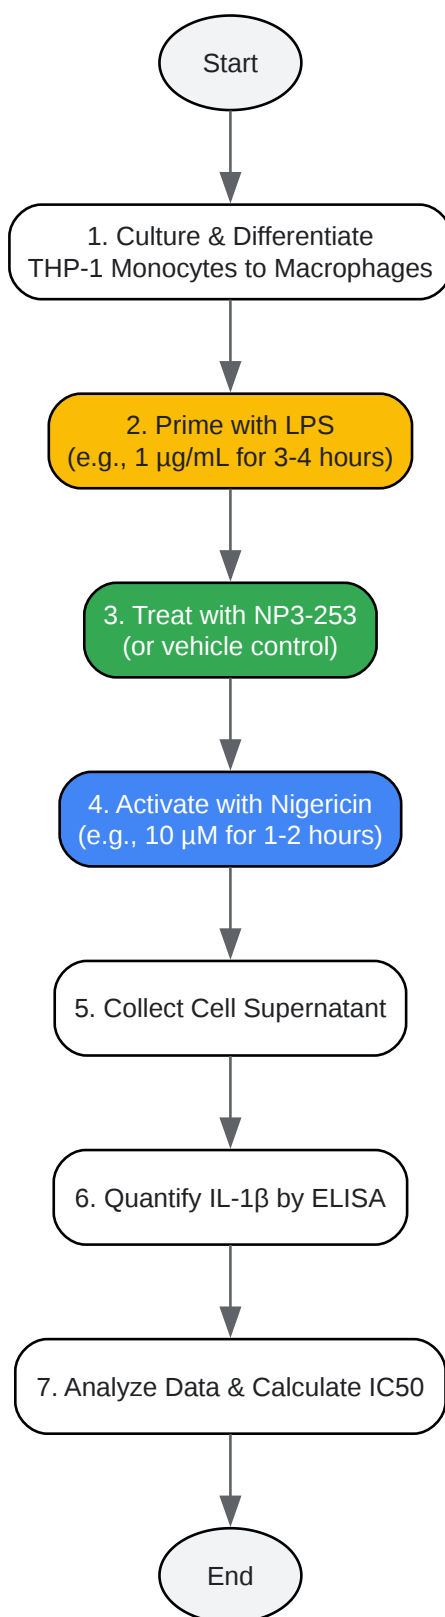 Start
1. Culture & Differentiate
THP-1 Monocytes to Macrophages
2. Prime with LPS
(e.g., 1 µg/mL for 3-4 hours)
3. Treat with NP3-253
(or vehicle control)
4. Activate with Nigericin
(e.g., 10 µM for 1-2 hours)
5. Collect Cell Supernatant
6. Quantify IL-1β by ELISA
7. Analyze Data & Calculate IC50
End